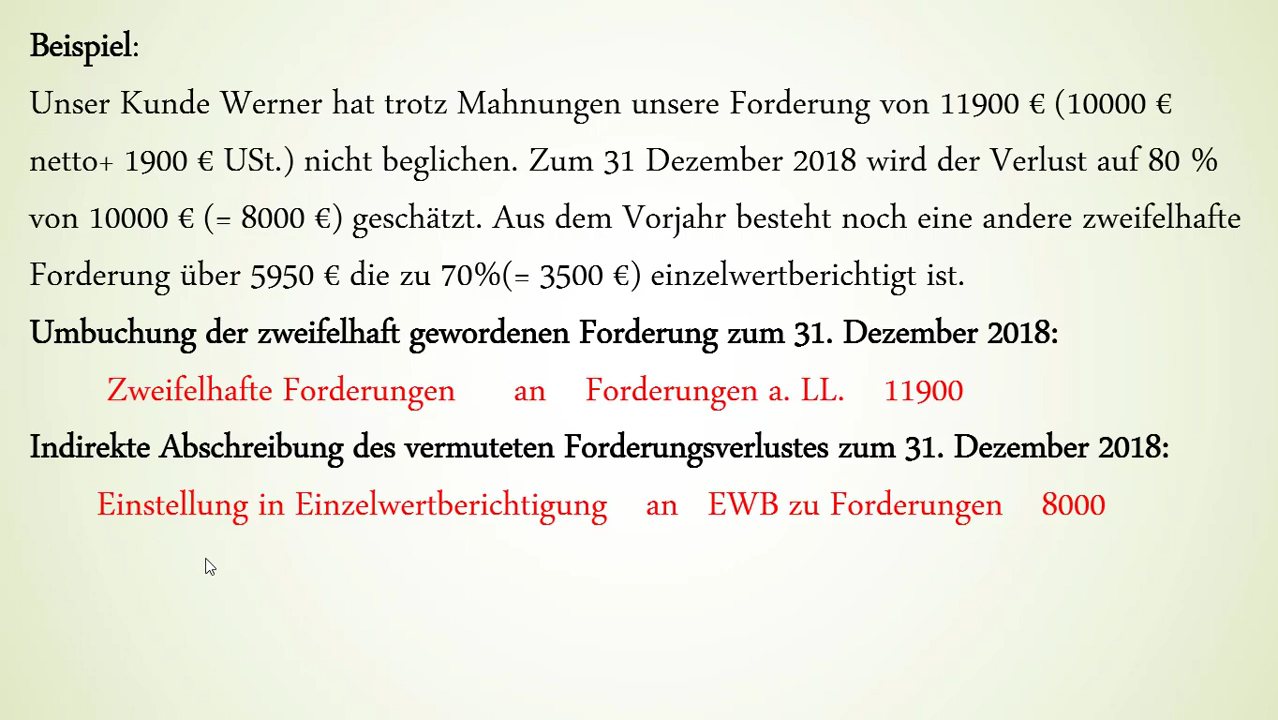 Beispiel:
Unser Kunde Werner hat trotz Mahnungen unsere Forderung von 11900 € (10000 €
netto+ 1900 € USt.) nicht beglichen. Zum 31 Dezember 2018 wird der Verlust auf 80 %
von 10000 € (= 8000 €) geschätzt. Aus dem Vorjahr besteht noch eine andere zweifelhafte
Forderung über 5950 € die zu 70%(= 3500 €) einzelwertberichtigt ist.
Umbuchung der zweifelhaft gewordenen Forderung zum 31. Dezember 2018:
Zweifelhafte Forderungen an Forderungen a. LL. 11900
Indirekte Abschreibung des vermuteten Forderungsverlustes zum 31. Dezember 2018:
Einstellung in Einzelwertberichtigung an EWB zu Forderungen 8000